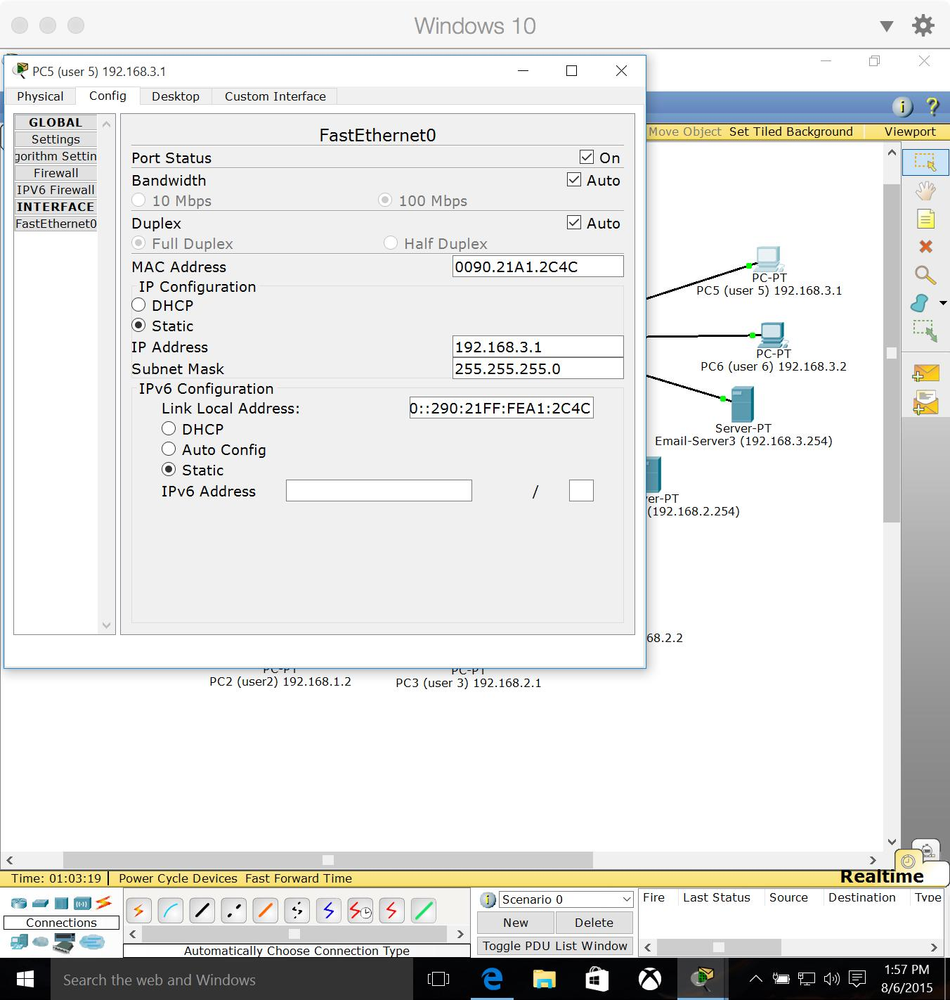 Windows 10
PC5 (user 5) 192.168.3.1
Physical Config Desktop Custom Interface
Move Object Set Tiled Background Viewport
GLOBAL
Settings
gorithm Settin
Firewall
IPV6 Firewall
INTERFACE
FastEthernet0
FastEthernet0
Port Status On
Bandwidth Auto
10 Mbps 100 Mbps
Duplex Auto
Full Duplex Half Duplex
MAC Address 0090.21A1.2C4C
IP Configuration
DHCP
Static
IP Address 192.168.3.1
Subnet Mask 255.255.255.0
IPv6 Configuration
Link Local Address: 0::290:21FF:FEA1:2C4C
DHCP
Auto Config
Static
IPv6 Address /
PC-PT
PC5 (user 5) 192.168.3.1
PC-PT
PC6 (user 6) 192.168.3.2
Server-PT
Email-Server3 (192.168.3.254)
ver-PT
(192.168.2.254)
68.2.2
PC-PT
PC2 (user2) 192.168.1.2
PC-PT
PC3 (user 3) 192.168.2.1
Time: 01:03:19 Power Cycle Devices Fast Forward Time
Realtime
Connections
Automatically Choose Connection Type
Scenario 0
New Delete
Toggle PDU List Window
Fire Last Status Source Destination Type
Search the web and Windows
1:57 PM
8/6/2015